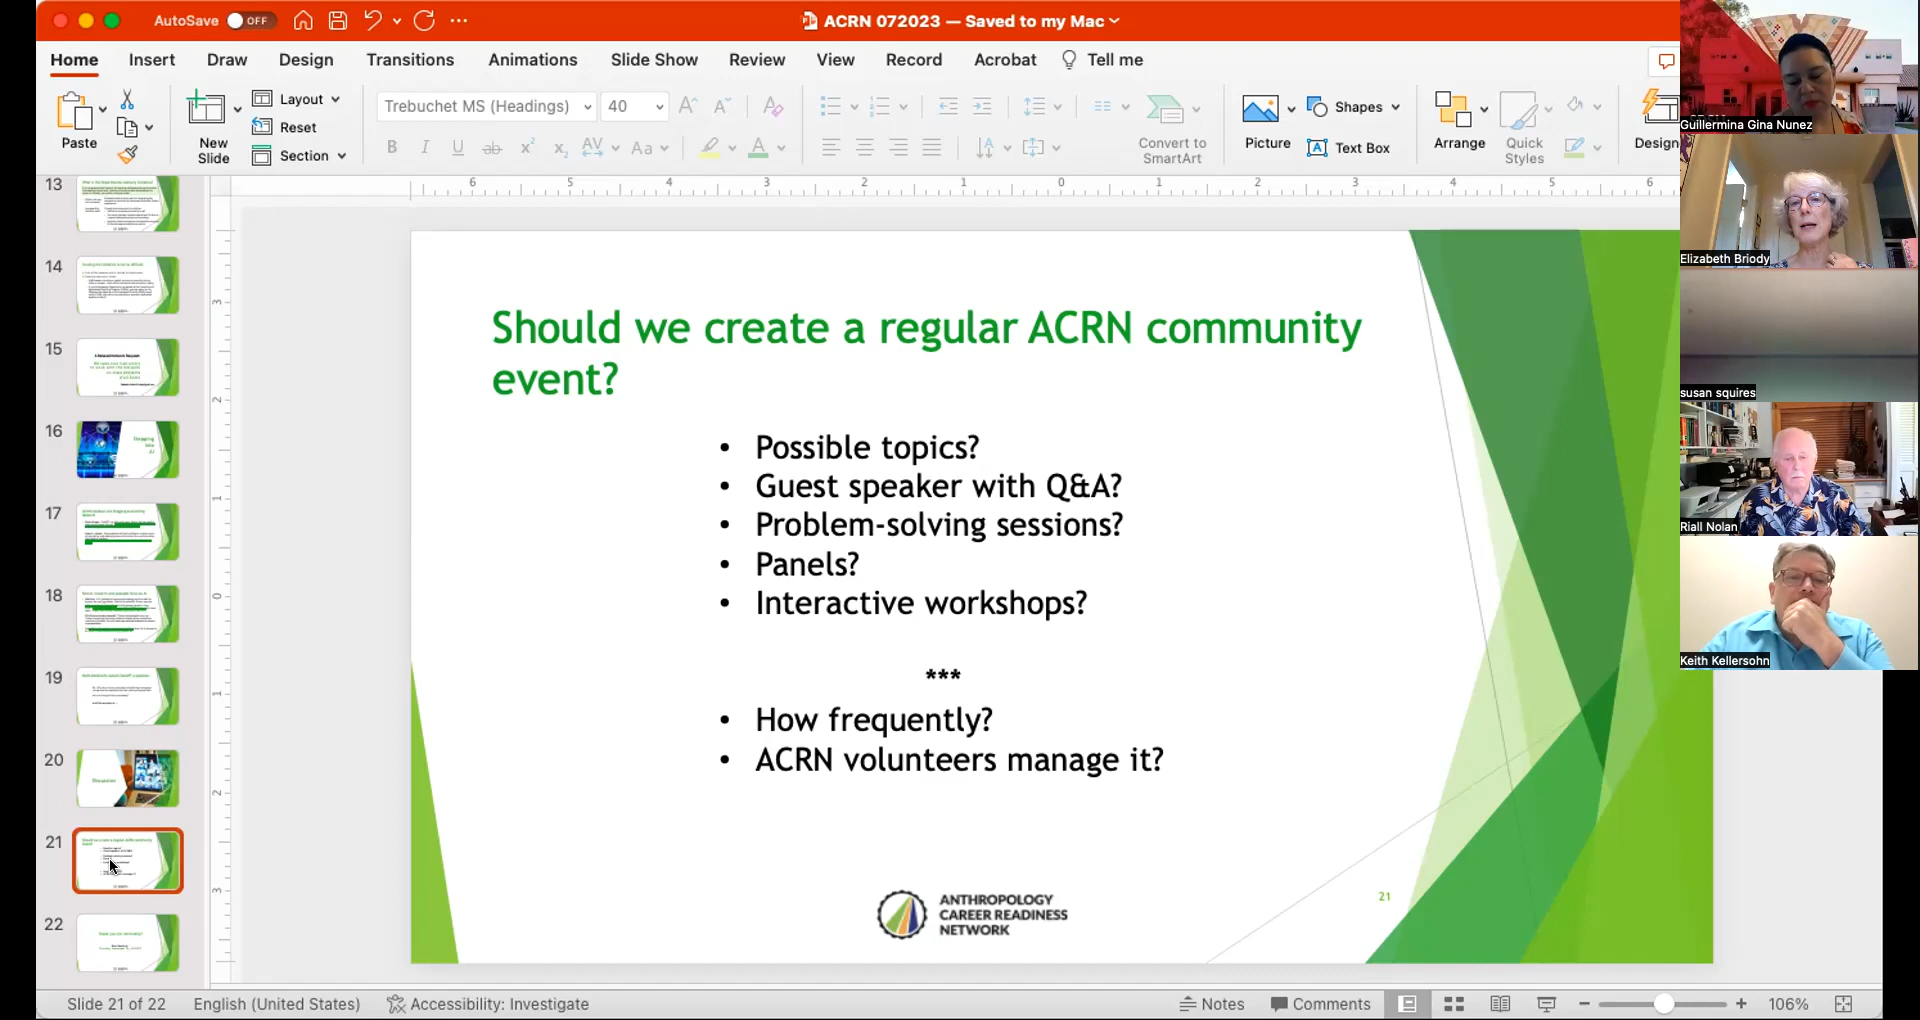 AutoSave OFF
ACRN 072023 — Saved to my Mac
Home Insert Draw Design Transitions Animations Slide Show Review View Record Acrobat Tell me
Paste
New
Slide
Layout
Reset
Section
Trebuchet MS (Headings) 40
Convert to
SmartArt
Picture
Shapes
Text Box
Arrange
Quick
Styles
Guillermina Gina Nunez
Elizabeth Briody
susan squires
Riall Nolan
Keith Kellersohn
13
14
15
16
17
18
19
20
Discussion
21
22
Should we create a regular ACRN community
event?
• Possible topics?
• Guest speaker with Q&A?
• Problem-solving sessions?
• Panels?
• Interactive workshops?
***
• How frequently?
• ACRN volunteers manage it?
ANTHROPOLOGY
CAREER READINESS
NETWORK
21
Slide 21 of 22 English (United States) Accessibility: Investigate Notes Comments 106%